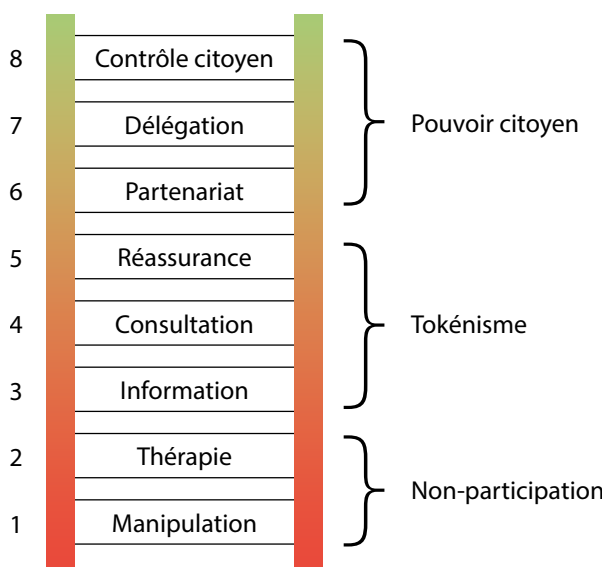 8 Contrôle citoyen
7 Délégation
Pouvoir citoyen
6 Partenariat
5 Réassurance
4 Consultation
Tokénisme
3 Information
2 Thérapie
Non-participation
1 Manipulation